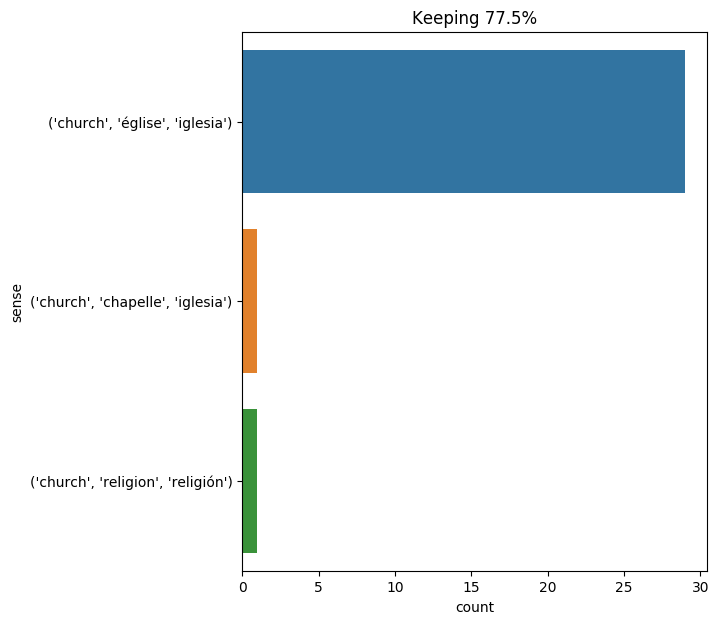 Keeping 77.5%
('church', 'église', 'iglesia')
('church', 'chapelle', 'iglesia')
('church', 'religion', 'religión')
sense
0 5 10 15 20 25 30
count